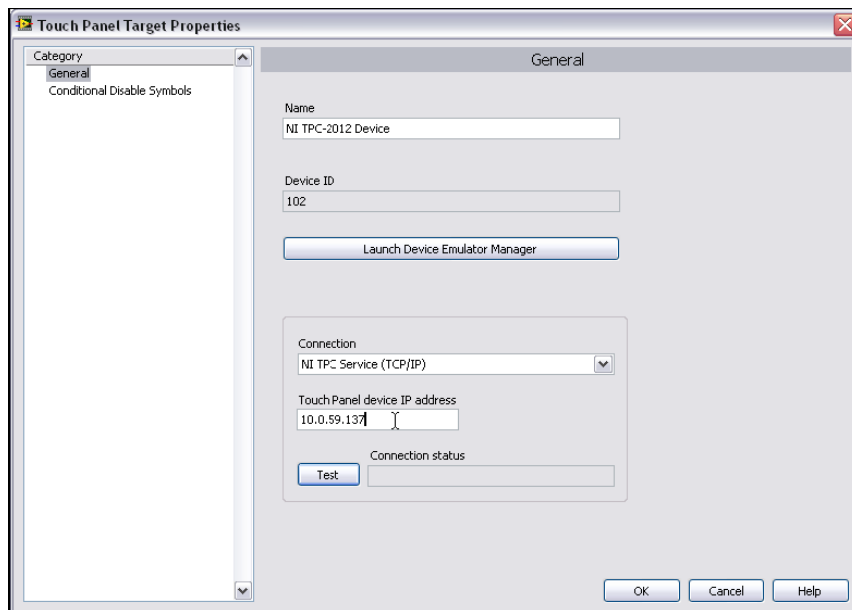 Touch Panel Target Properties
Category
General
Conditional Disable Symbols
General
Name
NI TPC-2012 Device
Device ID
102
Launch Device Emulator Manager
Connection
NI TPC Service (TCP/IP)
Touch Panel device IP address
10.0.59.137
Connection status
Test
OK Cancel Help